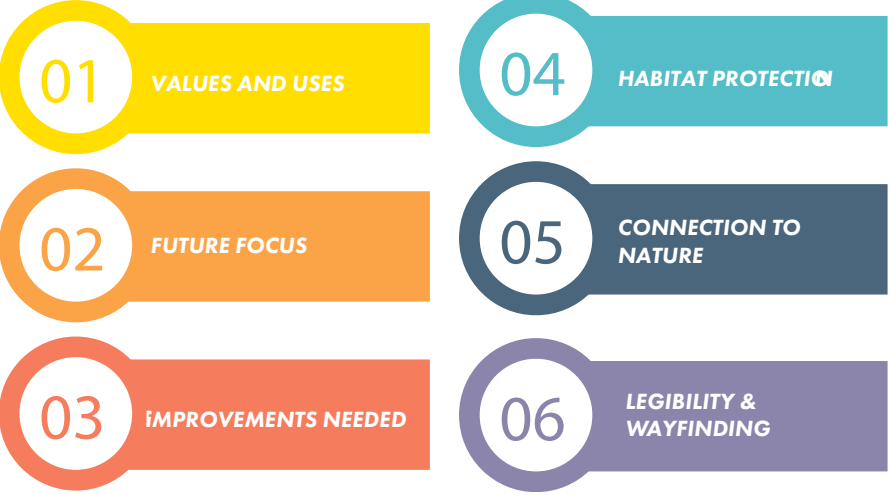 01
VALUES AND USES
02
FUTURE FOCUS
03
IMPROVEMENTS NEEDED
04
HABITAT PROTECTION
05
CONNECTION TO
NATURE
06
LEGIBILITY &
WAYFINDING